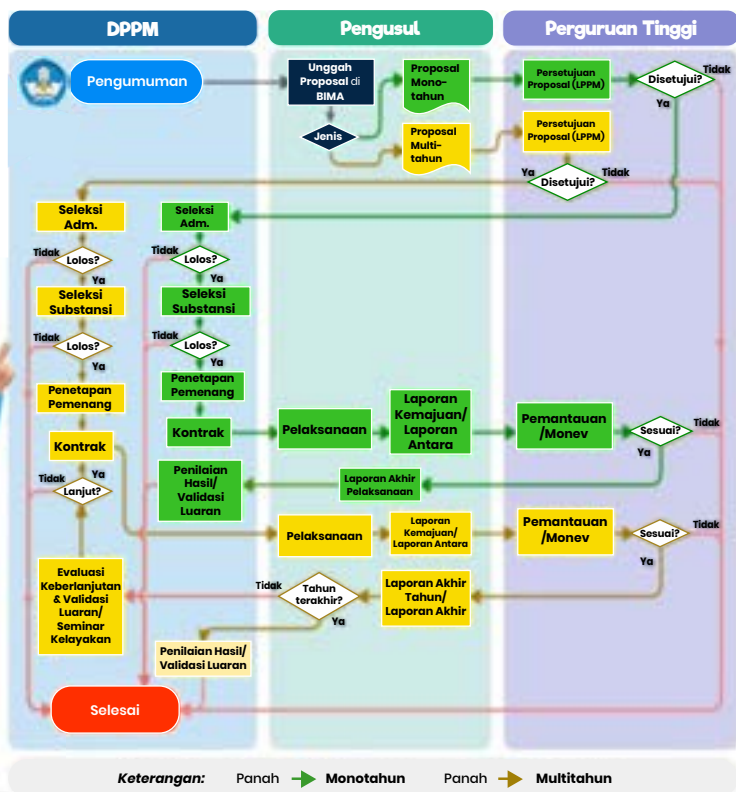 DPPM
Pengusul
Perguruan Tinggi
Pengumuman
Unggah
Proposal di
BIMA
Jenis
Proposal
Mono-
tahun
Proposal
Multi-
tahun
Persetujuan
Proposal (LPPM)
Disetujui?
Tidak
Ya
Persetujuan
Proposal (LPPM)
Ya
Disetujui?
Tidak
Seleksi
Adm.
Tidak
Lolos?
Ya
Seleksi
Substansi
Tidak
Lolos?
Ya
Penetapan
Pemenang
Kontrak
Tidak
Ya
Lanjut?
Evaluasi
Keberlanjutan
& Validasi
Luaran/
Seminar
Kelayakan
Seleksi
Adm.
Tidak
Lolos?
Ya
Seleksi
Substansi
Tidak
Lolos?
Ya
Penetapan
Pemenang
Kontrak
Penilaian
Hasil/
Validasi
Luaran
Pelaksanaan
Laporan
Kemajuan/
Laporan
Antara
Pemantauan
/Monev
Sesuai?
Tidak
Ya
Laporan Akhir
Pelaksanaan
Pelaksanaan
Laporan
Kemajuan/
Laporan Antara
Pemantauan
/Monev
Sesuai?
Tidak
Ya
Laporan Akhir
Tahun/
Laporan Akhir
Tahun
terakhir?
Tidak
Ya
Penilaian Hasil/
Validasi Luaran
Selesai
Keterangan: Panah Monotahun Panah Multitahun